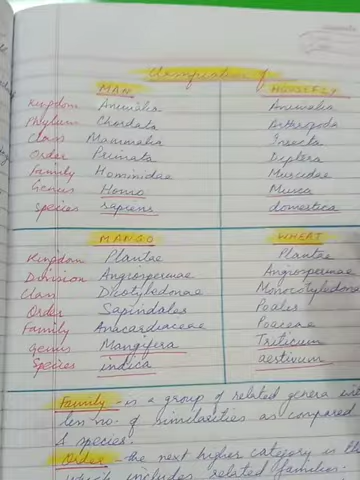 Classification of
MAN HOUSEFLY
Kingdom Animalia Animalia
Phylum Chordata Arthropoda
Class Mammalia Insecta
Order Primata Diptera
Family Hominidae Muscidae
Genus Homo Musca
Species sapiens domestica
MANGO WHEAT
Kingdom Plantae Plantae
Division Angiospermae Angiospermae
Class Dicotyledonae Monocotyledonae
Order Sapindales Poales
Family Anacardiaceae Poaceae
Genus Mangifera Triticum
Species indica aestivum
Family - is a group of related genera with
less no. of similarities as compared
& species.
Order - the next higher category is
which includes related families.